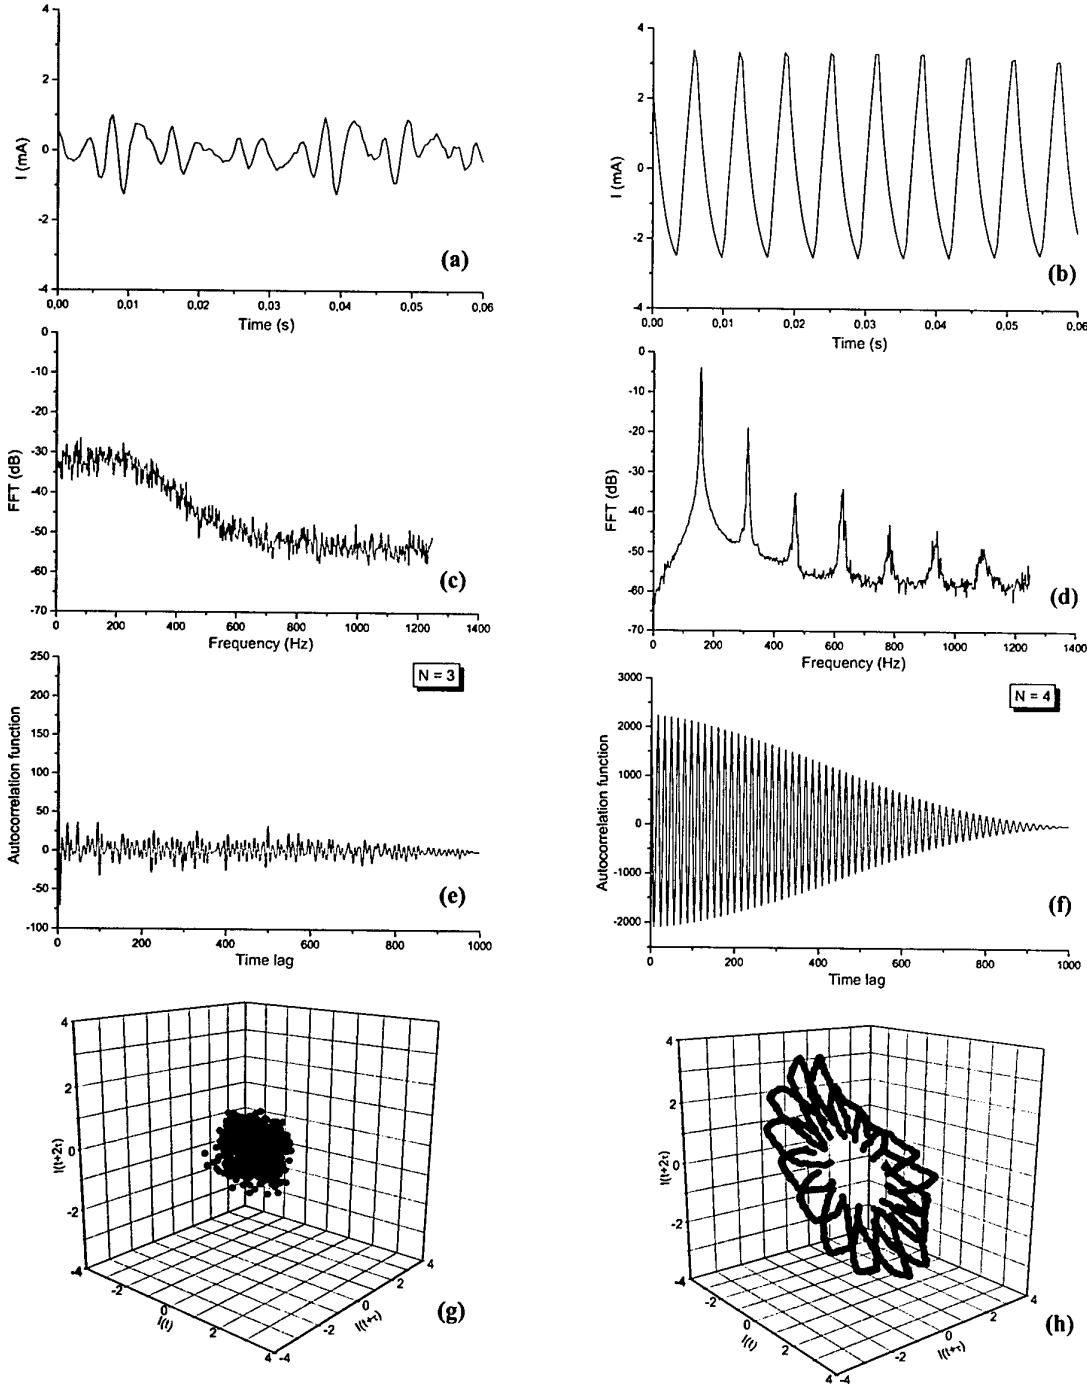 4
2
0
-2
-4
I (mA)
0,00 0,01 0,02 0,03 0,04 0,05 0,06
Time (s)
(a)
4
2
0
-2
-4
I (mA)
0,00 0,01 0,02 0,03 0,04 0,05 0,06
Time (s)
(b)
0
-10
-20
-30
-40
-50
-60
-70
FFT (dB)
0 200 400 600 800 1000 1200 1400
Frequency (Hz)
(c)
0
-10
-20
-30
-40
-50
-60
-70
FFT (dB)
0 200 400 600 800 1000 1200 1400
Frequency (Hz)
(d)
250
200
150
100
50
0
-50
-100
Autocorrelation function
N = 3
0 200 400 600 800 1000
Time lag
(e)
3000
2000
1000
0
-1000
-2000
Autocorrelation function
N = 4
0 200 400 600 800 1000
Time lag
(f)
4
2
0
-2
-4
I(t+2τ)
-2
0
2
4
I(t)
-4
-2
0
2
4
I(t+τ)
(g)
4
2
0
-2
-4
I(t+2τ)
-2
0
2
4
I(t)
-4
-2
0
2
4
I(t+τ)
(h)